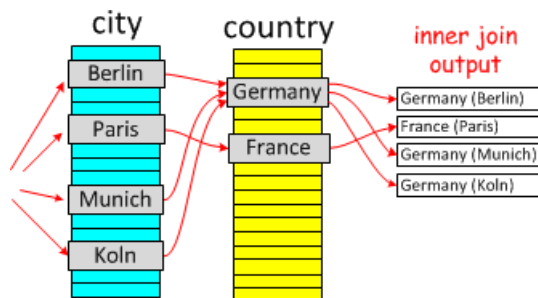 city
country
inner join
output
Berlin
Paris
Munich
Koln
Germany
France
Germany (Berlin)
France (Paris)
Germany (Munich)
Germany (Koln)